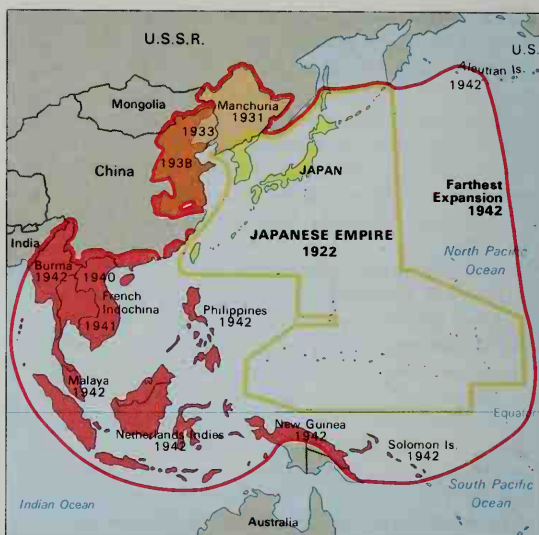 U.S.S.R.
U.S.
Aleutian Is.
1942
Mongolia
Manchuria
1931
1933
1938
China
JAPAN
Farthest
Expansion
1942
JAPANESE EMPIRE
1922
North Pacific
Ocean
India
Burma
1942
1940
French
Indochina
1941
Philippines
1942
Malaya
1942
Netherlands Indies
1942
New Guinea
1942
Solomon Is.
1942
Equator
Indian Ocean
South Pacific
Ocean
Australia